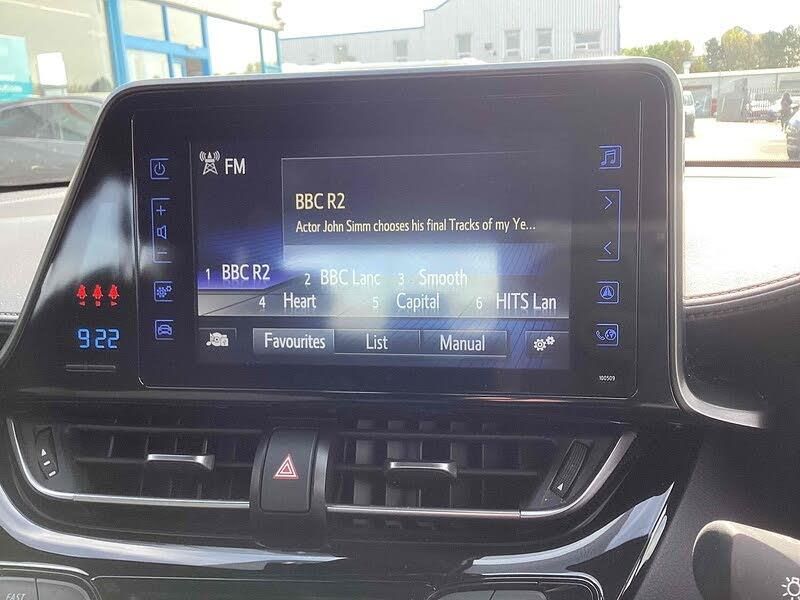 FM
BBC R2
Actor John Simm chooses his final Tracks of my Ye...
1 BBC R2 2 BBC Lanc 3 Smooth
4 Heart 5 Capital 6 HITS Lan
Favourites List Manual
9:22
100509
FAST